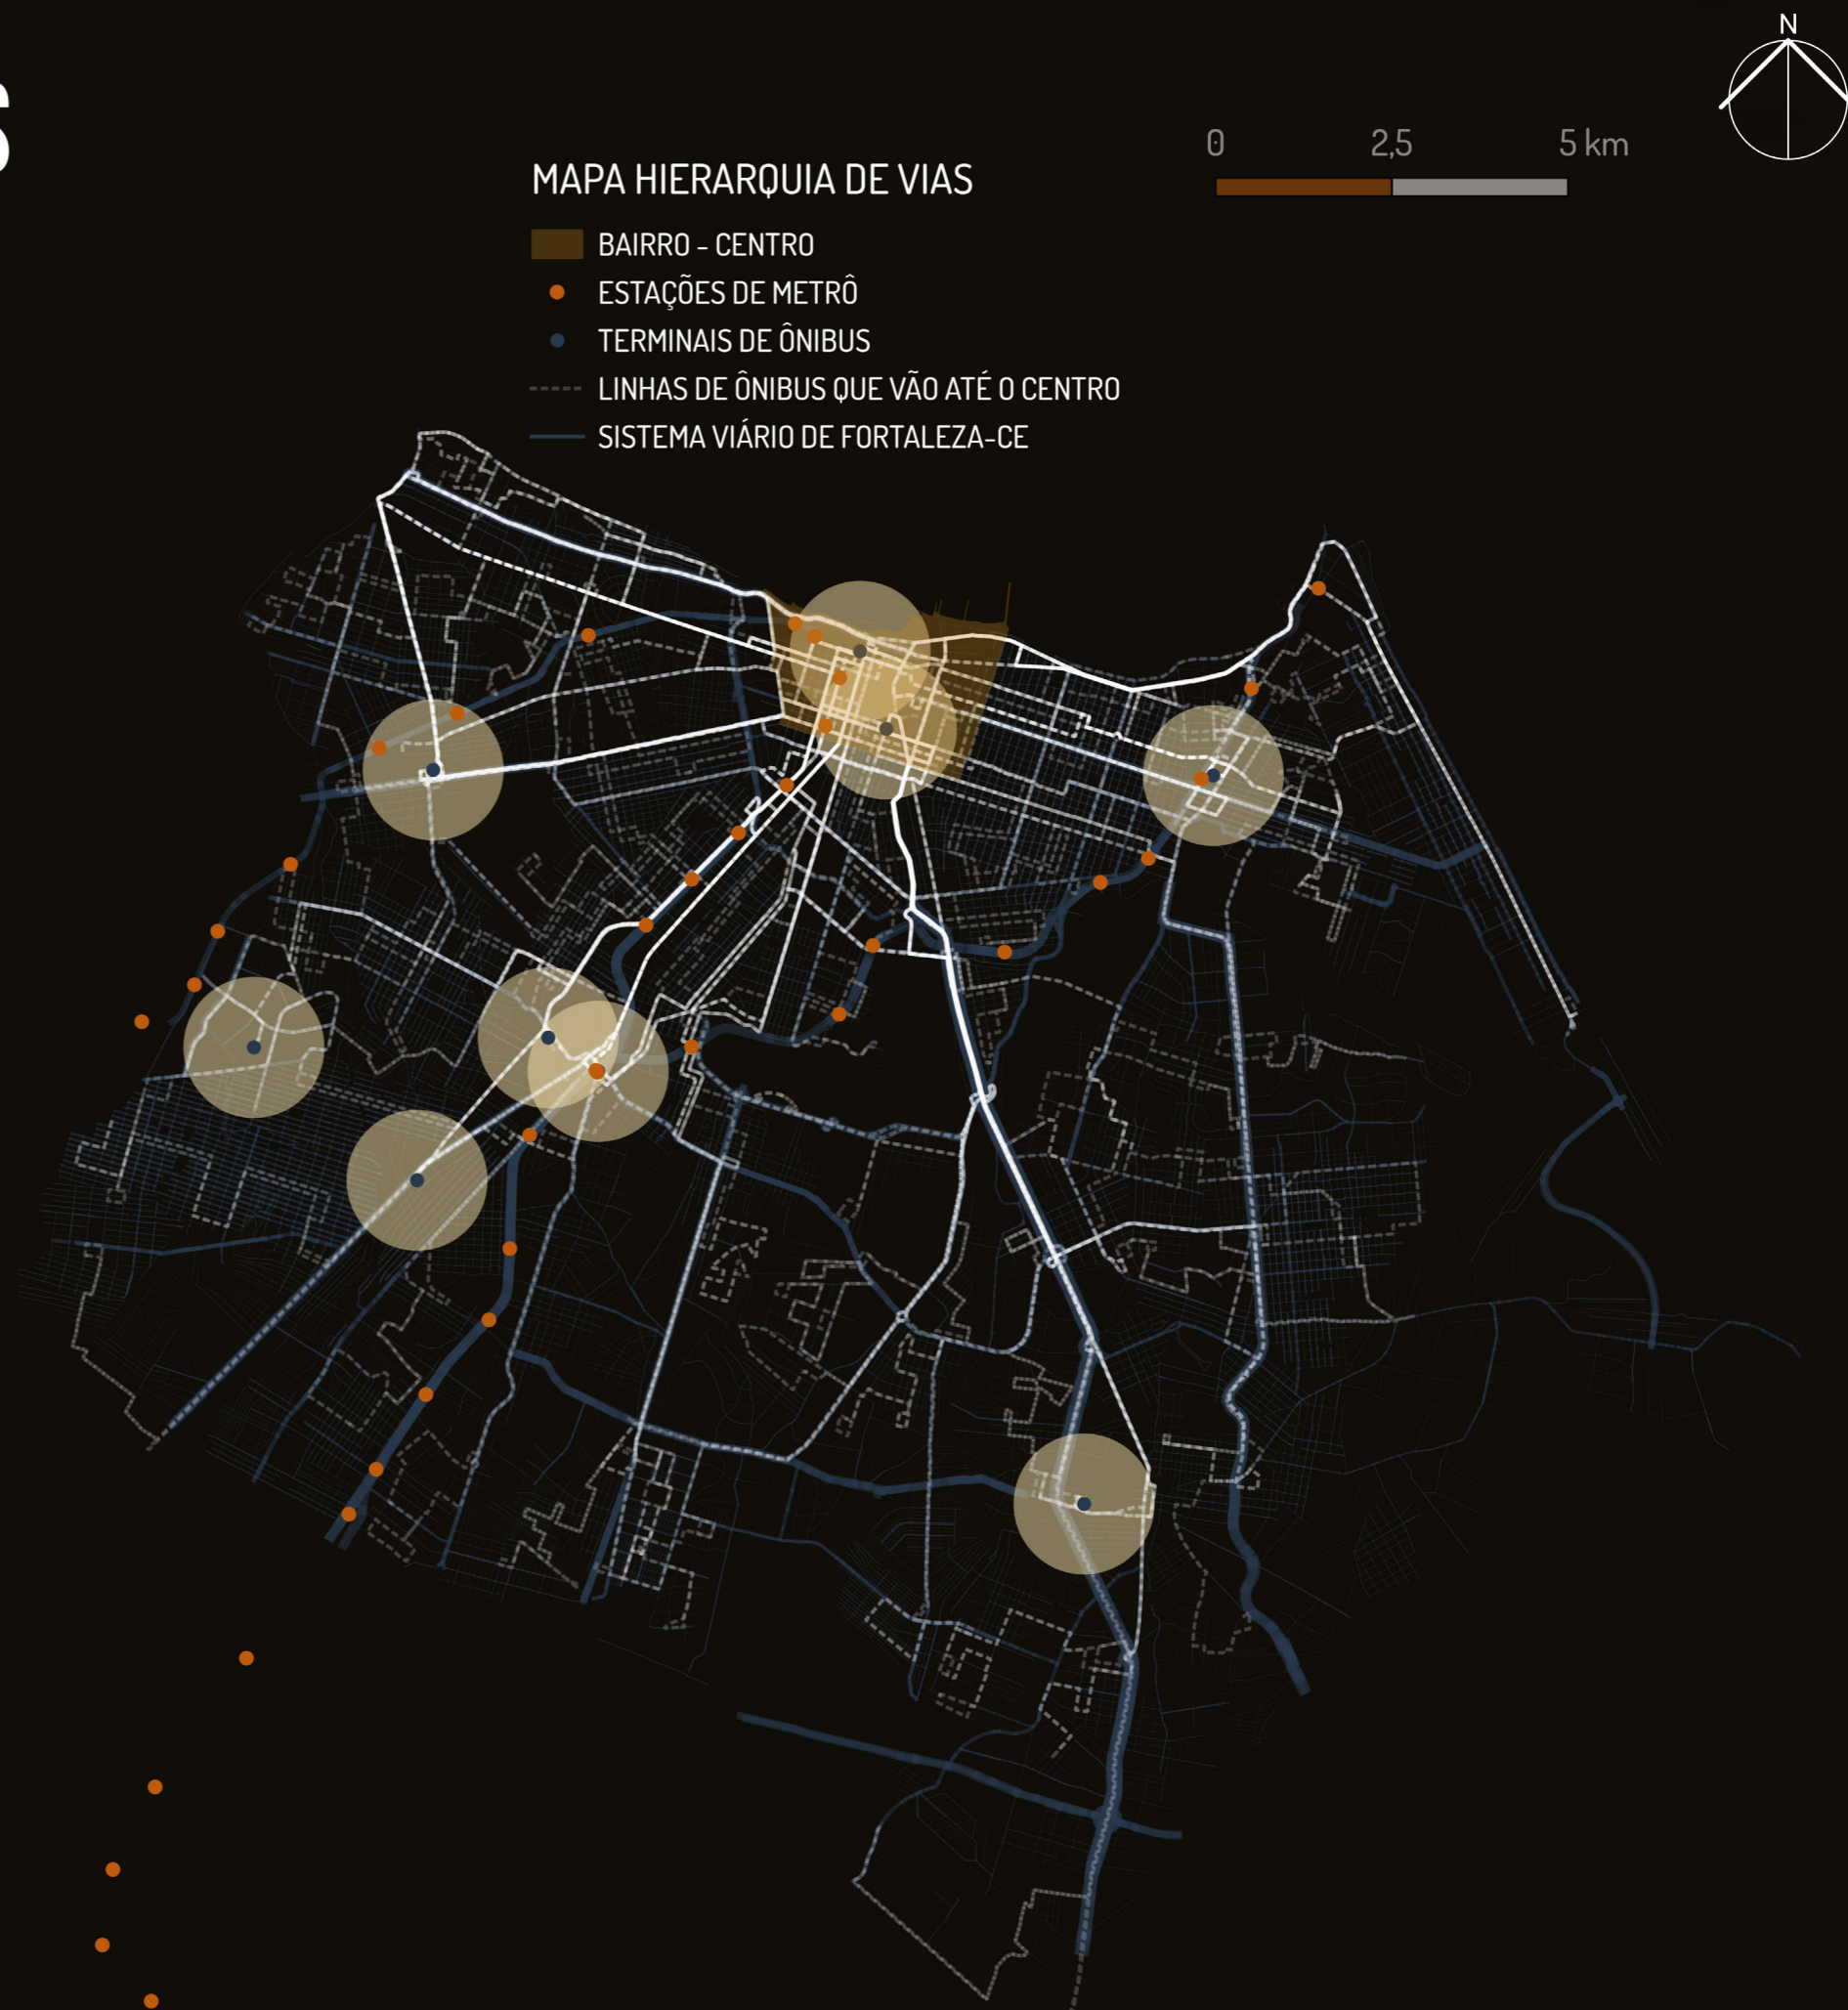 N
0 2,5 5 km
MAPA HIERARQUIA DE VIAS
BAIRRO - CENTRO
ESTAÇÕES DE METRÔ
TERMINAIS DE ÔNIBUS
LINHAS DE ÔNIBUS QUE VÃO ATÉ O CENTRO
SISTEMA VIÁRIO DE FORTALEZA-CE